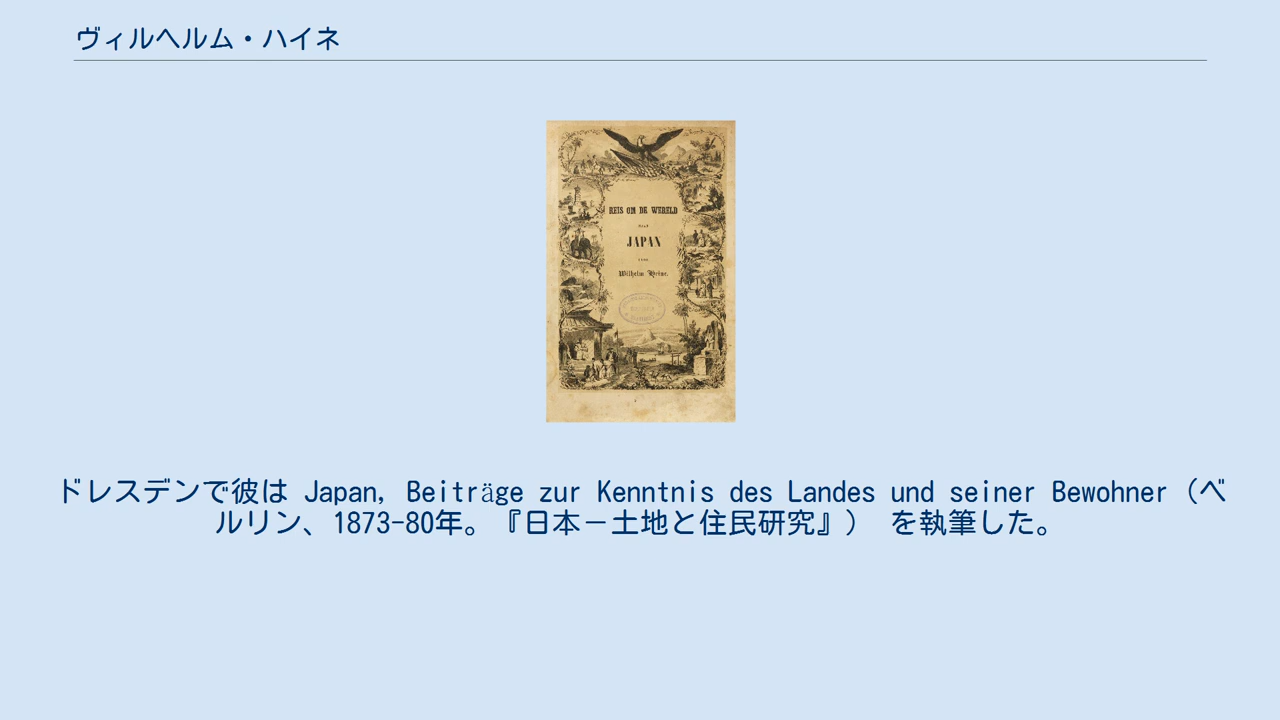 ヴィルヘルム・ハイネ
REIS OM DE WERELD
NAAR
JAPAN
DOOR
Wilhelm Heine.
ドレスデンで彼は Japan, Beiträge zur Kenntnis des Landes und seiner Bewohner（ベ
ルリン、1873-80年。『日本－土地と住民研究』） を執筆した。